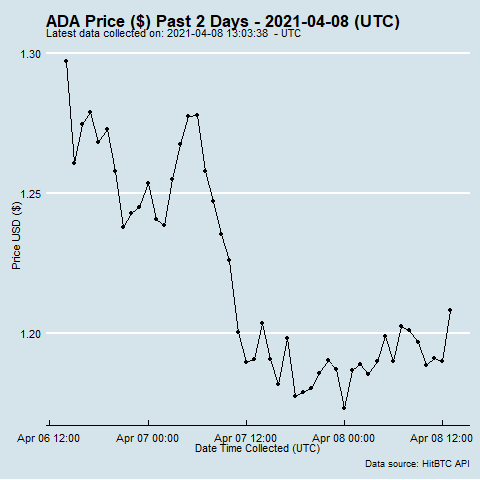 ADA Price ($) Past 2 Days - 2021-04-08 (UTC)
Latest data collected on: 2021-04-08 13:03:38  - UTC
1.30
1.25
1.20
Price USD ($)
Apr 06 12:00 Apr 07 00:00 Apr 07 12:00 Apr 08 00:00 Apr 08 12:00
Date Time Collected (UTC)
Data source: HitBTC API